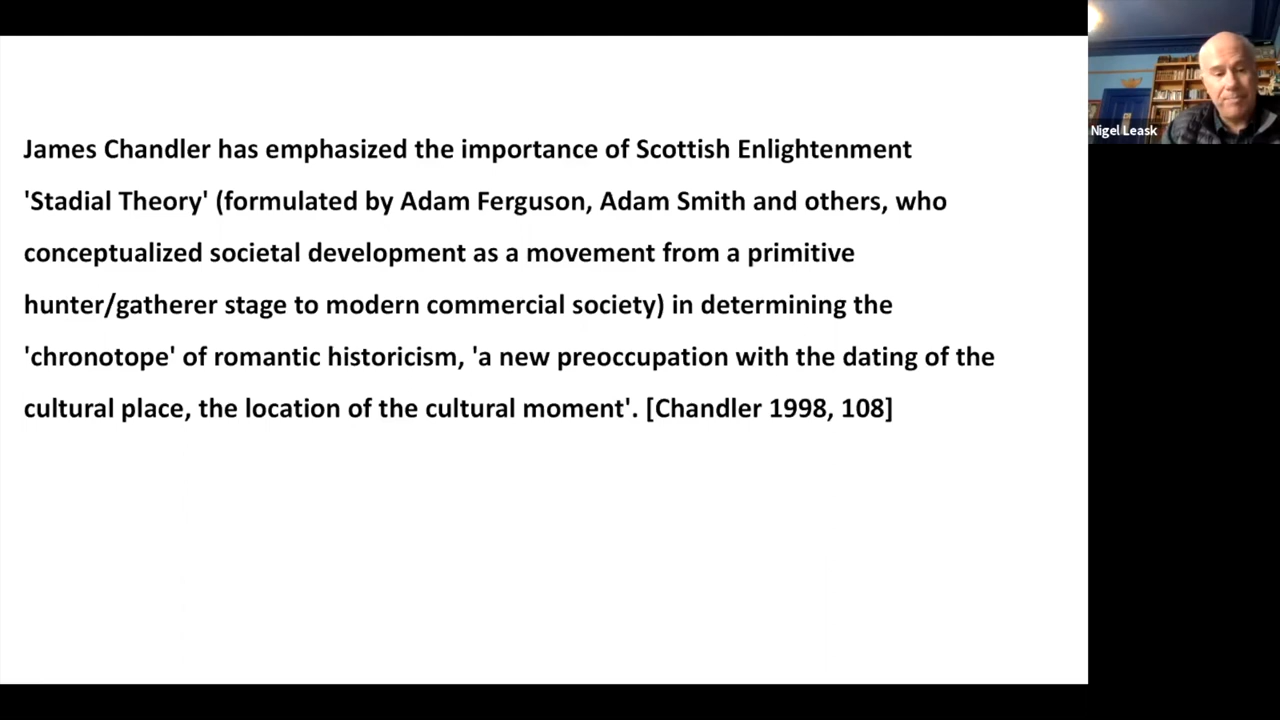 James Chandler has emphasized the importance of Scottish Enlightenment
'Stadial Theory' (formulated by Adam Ferguson, Adam Smith and others, who
conceptualized societal development as a movement from a primitive
hunter/gatherer stage to modern commercial society) in determining the
'chronotope' of romantic historicism, 'a new preoccupation with the dating of the
cultural place, the location of the cultural moment'. [Chandler 1998, 108]
Nigel Leask